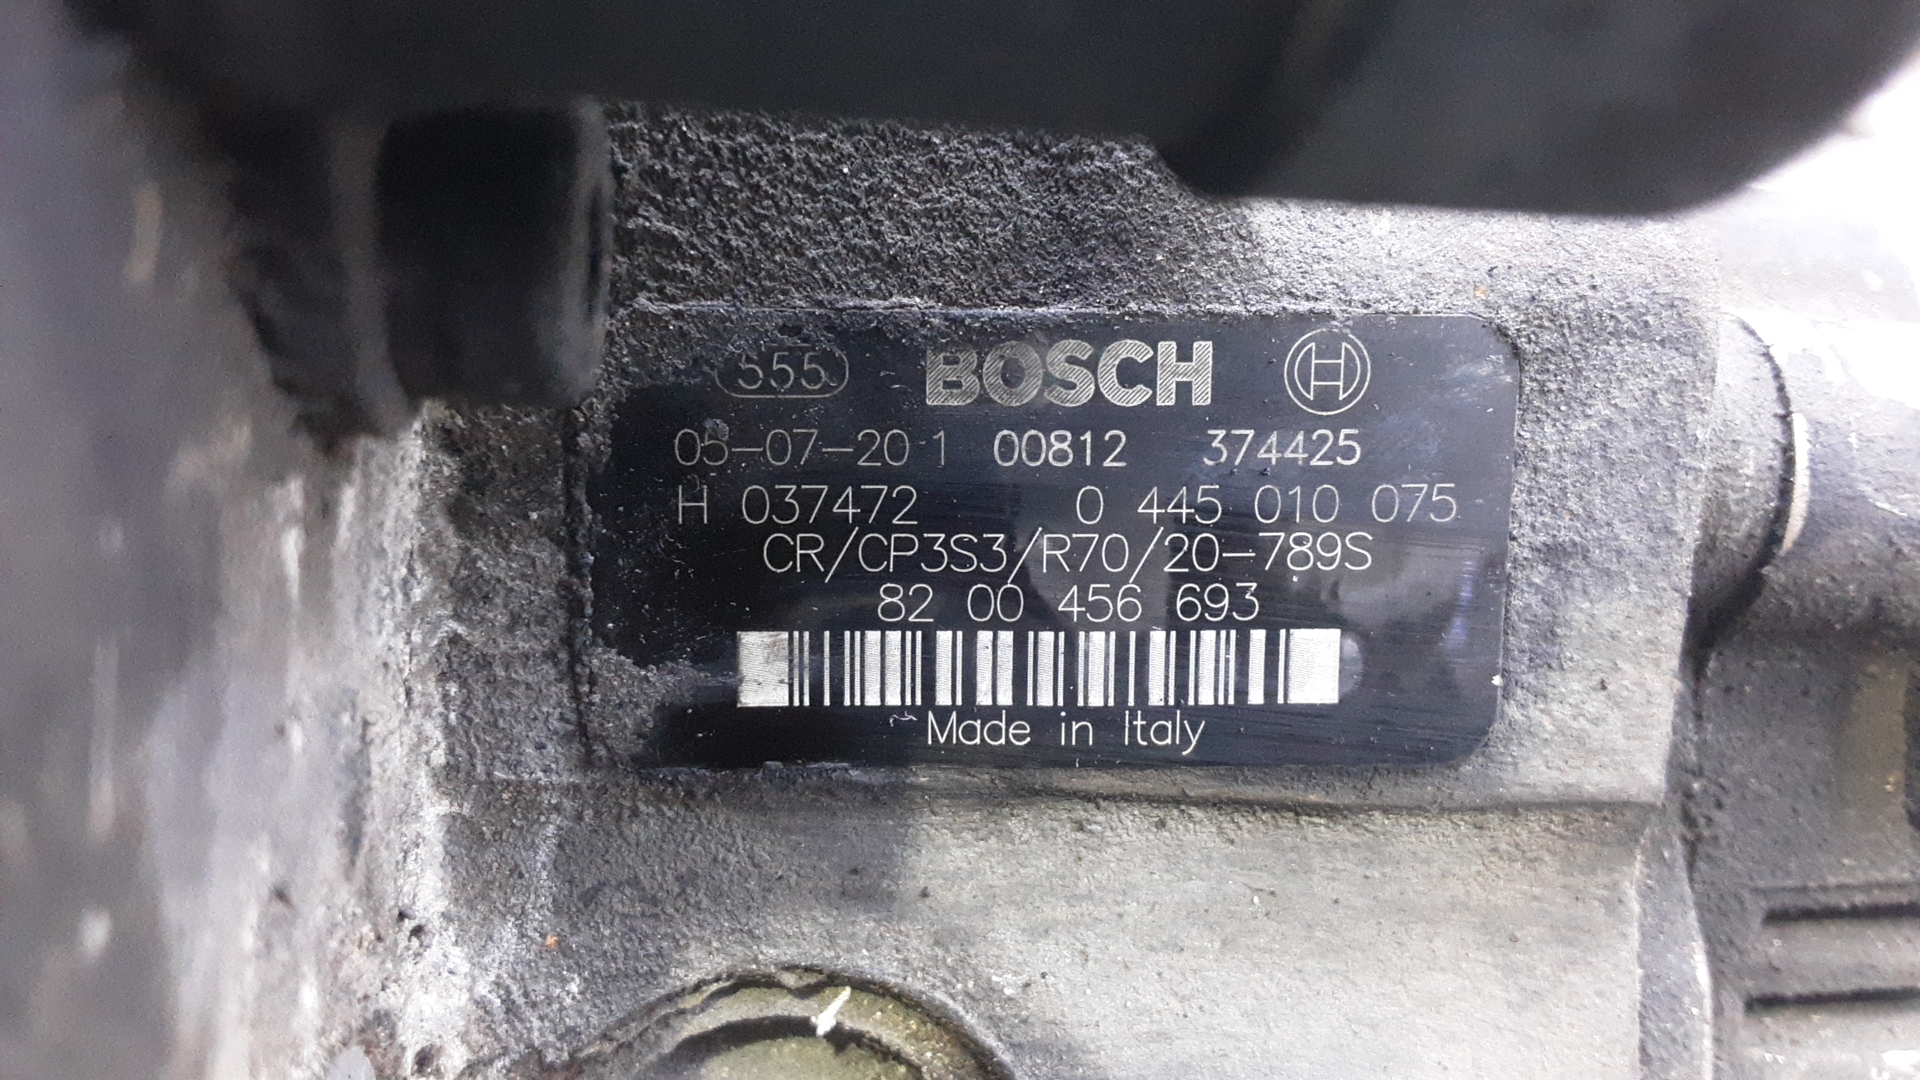 555 BOSCH
05-07-20 1 00812 374425
H 037472 0 445 010 075
CR/CP3S3/R70/20-789S
82 00 456 693
Made in Italy